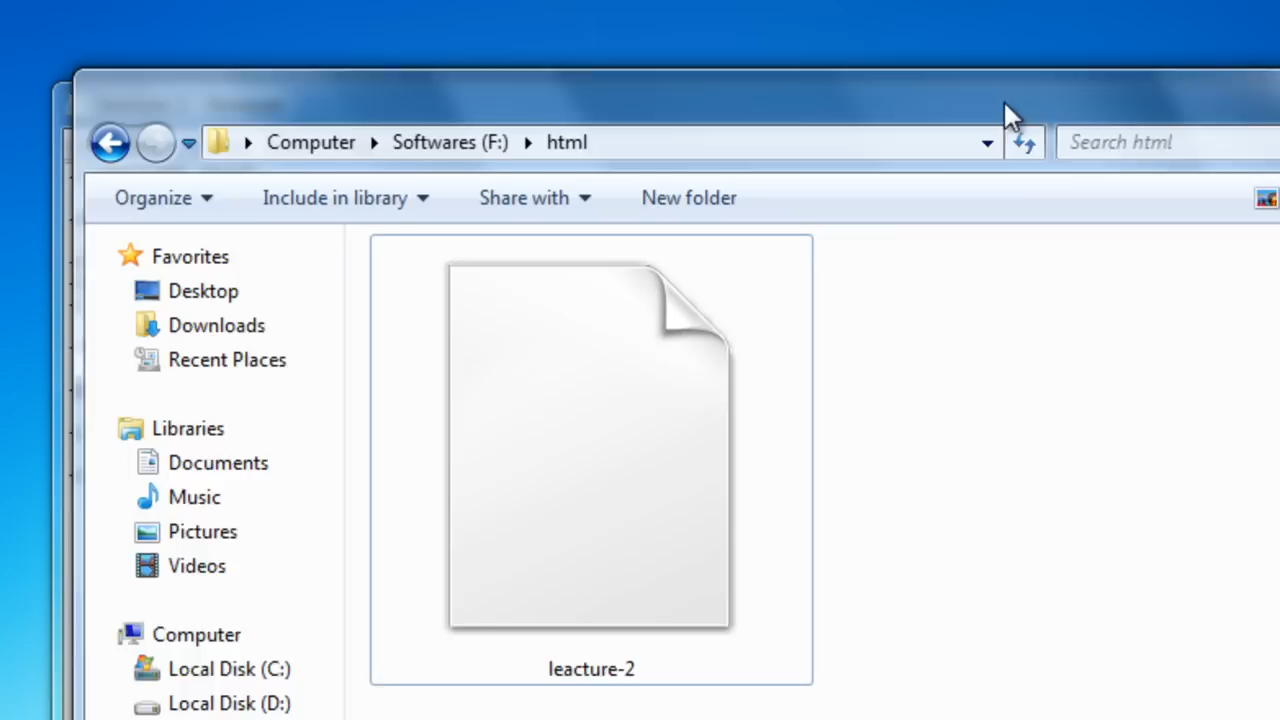 Computer Softwares (F:) html Search html
Organize Include in library Share with New folder
Favorites
Desktop
Downloads
Recent Places
Libraries
Documents
Music
Pictures
Videos
Computer
Local Disk (C:)
Local Disk (D:)
leacture-2